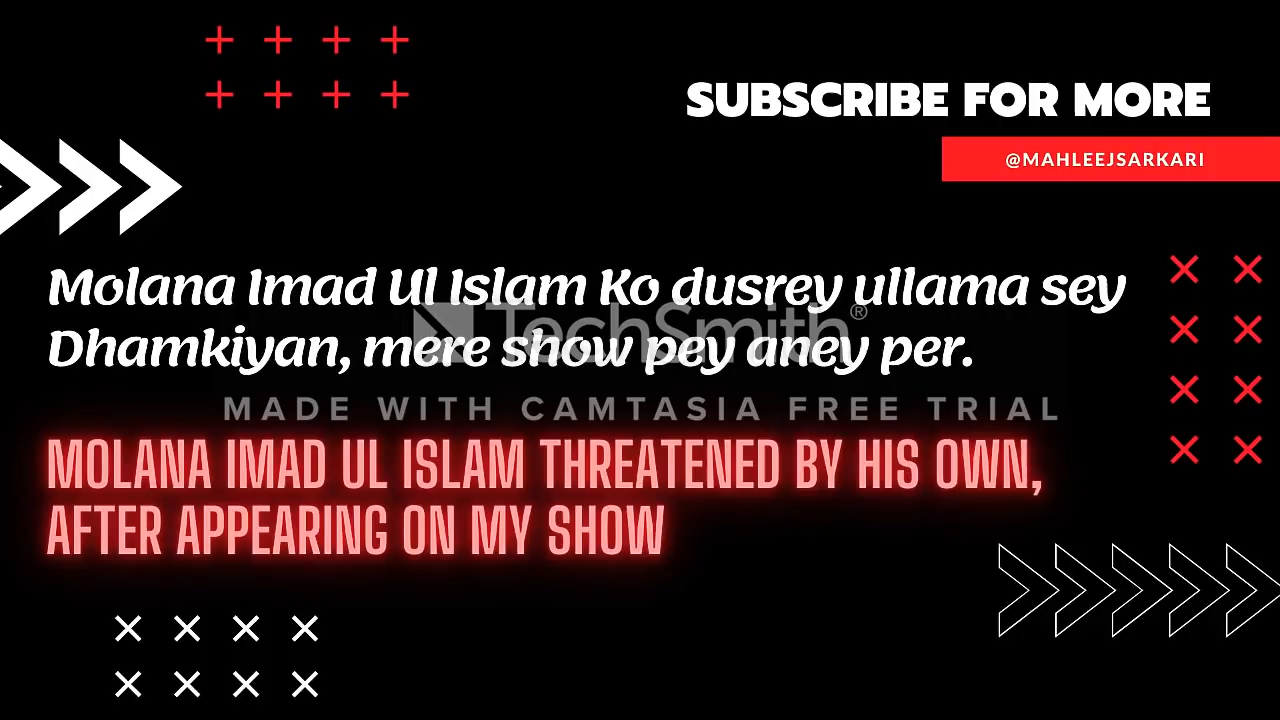 SUBSCRIBE FOR MORE
@MAHLEEJSARKARI
Molana Imad Ul Islam Ko dusrey ullama sey
Dhamkiyan, mere show pey aney per.
TechSmith®
MADE WITH CAMTASIA FREE TRIAL
MOLANA IMAD UL ISLAM THREATENED BY HIS OWN,
AFTER APPEARING ON MY SHOW